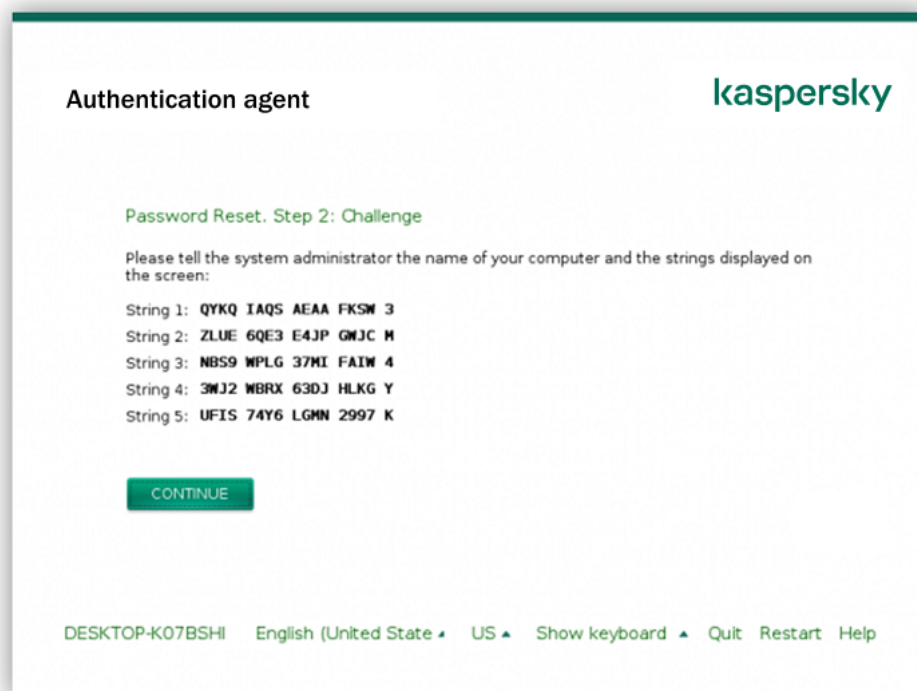 Authentication agent
kaspersky
Password Reset. Step 2: Challenge
Please tell the system administrator the name of your computer and the strings displayed on
the screen:
String 1: QYKQ IAQS AEAA FKSW 3
String 2: ZLUE 6QE3 E4JP GWJC M
String 3: NBS9 WPLG 37MI FAIW 4
String 4: 3WJ2 WBRX 63DJ HLKG Y
String 5: UFIS 74Y6 LGMN 2997 K
CONTINUE
DESKTOP-K07BSHI English (United State US Show keyboard Quit Restart Help